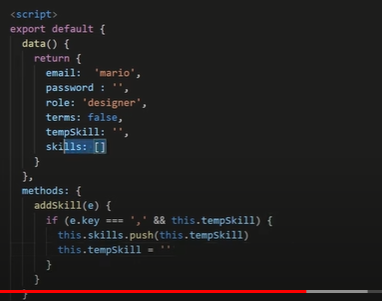 <script>
export default {
data() {
return {
email: 'mario',
password : '',
role: 'designer',
terms: false,
tempSkill: '',
skills: []
}
},
methods: {
addSkill(e) {
if (e.key === ',' && this.tempSkill) {
this.skills.push(this.tempSkill)
this.tempSkill = ''
}
}
}